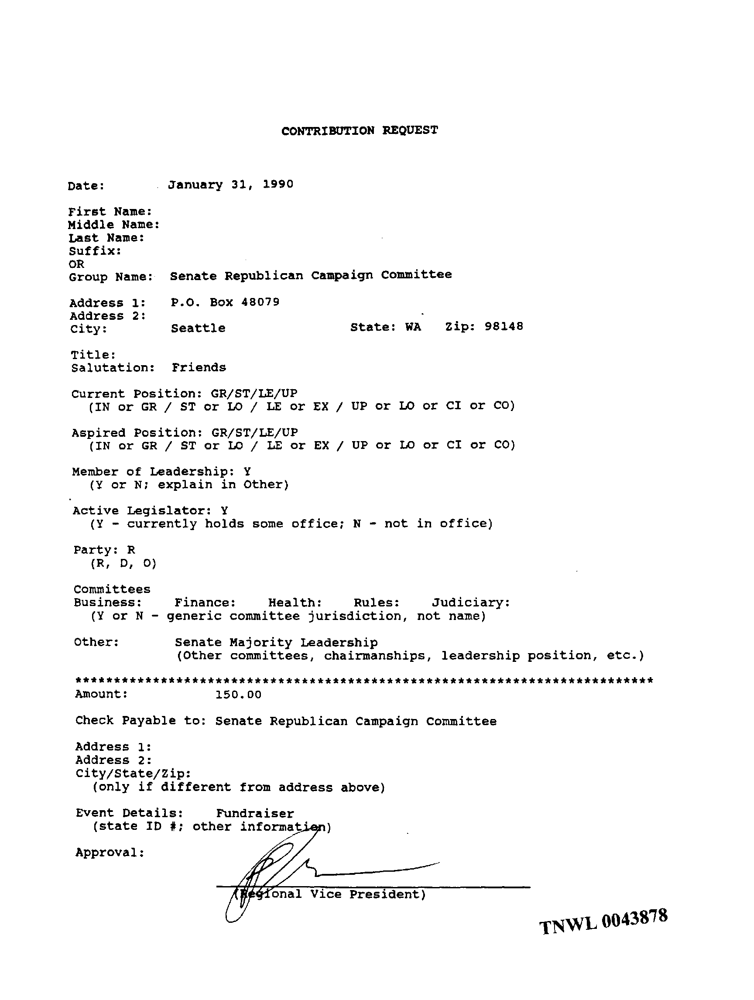 CONTRIBUTION REQUEST
Date: January 31, 1990
First Name:
Middle Name:
Last Name:
Suffix:
OR
Group Name: Senate Republican Campaign Committee
Address 1: P.O. Box 48079
Address 2:
City: Seattle State: WA Zip: 98148
Title:
Salutation: Friends
Current Position: GR/ST/LE/UP
(IN or GR / ST or LO / LE or EX / UP or LO or CI or CO)
Aspired Position: GR/ST/LE/UP
(IN or GR / ST or LO / LE or EX / UP or LO or CI or CO)
Member of Leadership: Y
(Y or N; explain in Other)
Active Legislator: Y
(Y - currently holds some office; N - not in office)
Party: R
(R, D, O)
Committees
Business: Finance: Health: Rules: Judiciary:
(Y or N - generic committee jurisdiction, not name)
Other: Senate Majority Leadership
(Other committees, chairmanships, leadership position, etc.)
**************************************************************************
Amount: 150.00
Check Payable to: Senate Republican Campaign Committee
Address 1:
Address 2:
City/State/Zip:
(only if different from address above)
Event Details: Fundraiser
(state ID #; other information)
Approval:
(Regional Vice President)
TNWL 0043878